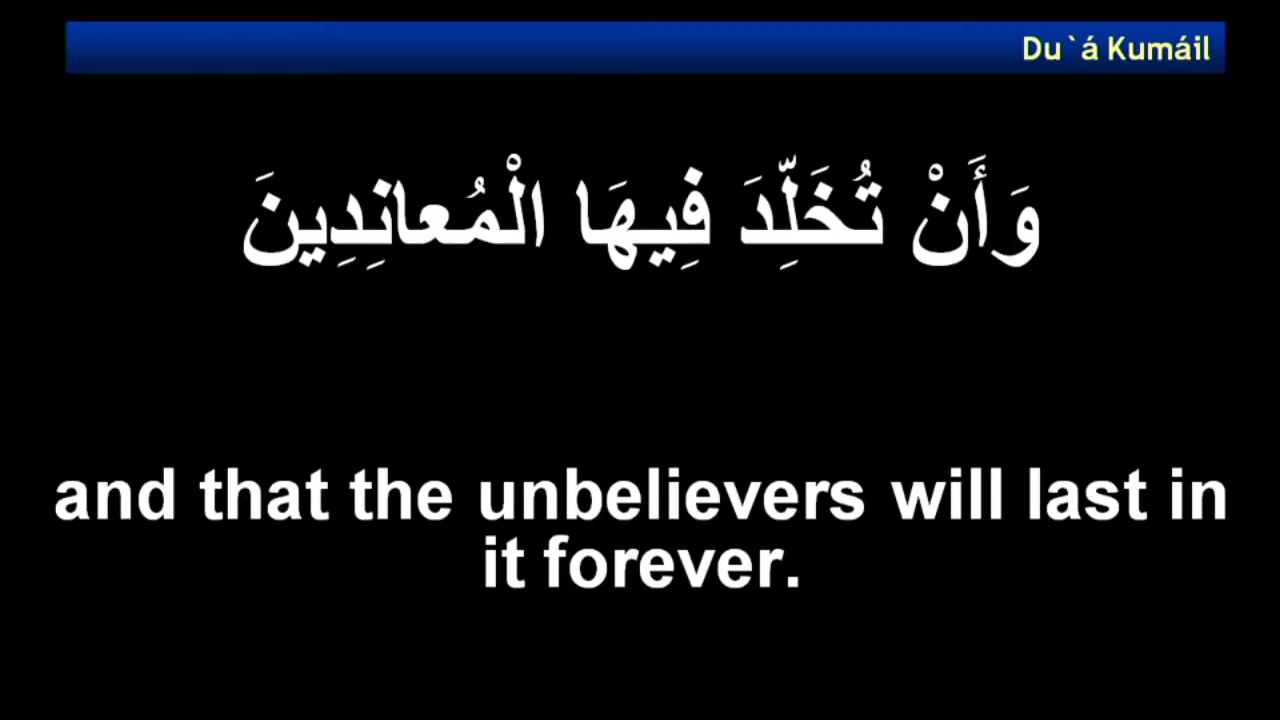 Du`á Kumáil
وَأَنْ تُخَلِّدَ فِيهَا الْمُعانِدِينَ
and that the unbelievers will last in
it forever.